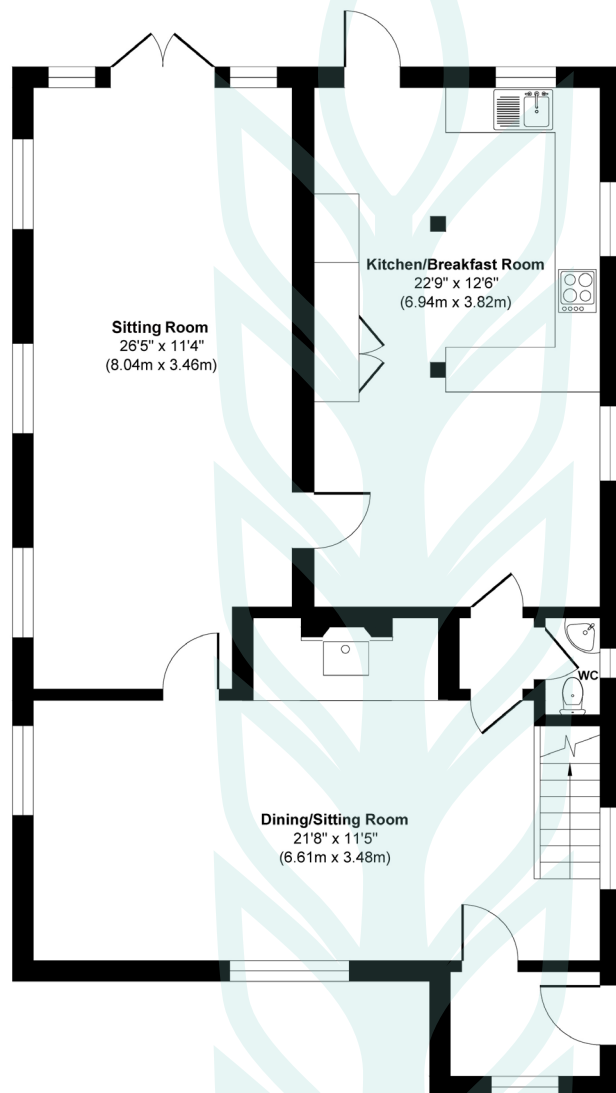 Kitchen/Breakfast Room
22'9" x 12'6"
(6.94m x 3.82m)
Sitting Room
26'5" x 11'4"
(8.04m x 3.46m)
WC
Dining/Sitting Room
21'8" x 11'5"
(6.61m x 3.48m)